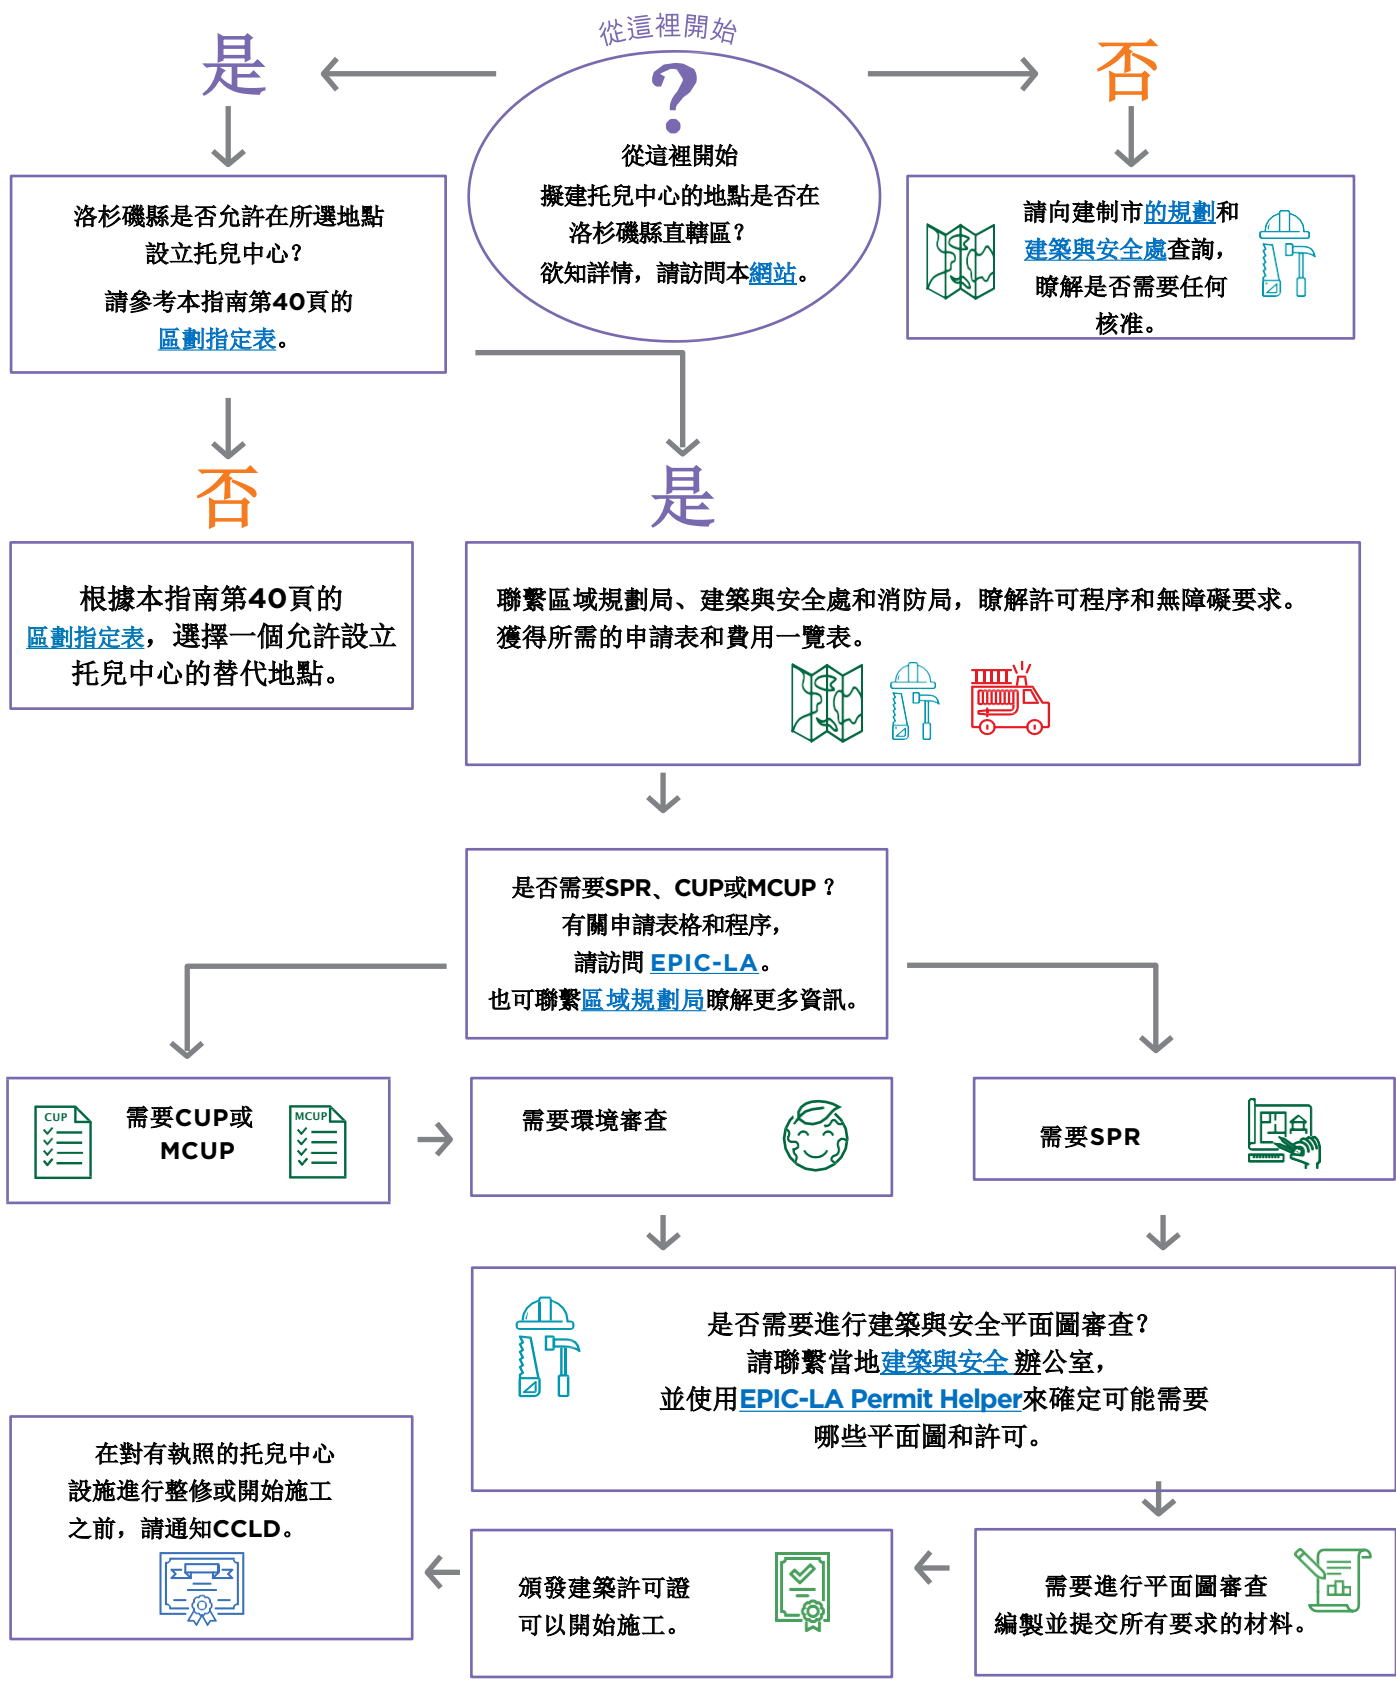 從這裡開始
是
否
?
從這裡開始
擬建托兒中心的地點是否在
洛杉磯縣直轄區？
欲知詳情，請訪問本網站。
洛杉磯縣是否允許在所選地點
設立托兒中心？
請參考本指南第40頁的
區劃指定表。
請向建制市的規劃和
建築與安全處查詢，
瞭解是否需要任何
核准。
否
是
根據本指南第40頁的
區劃指定表，選擇一個允許設立
托兒中心的替代地點。
聯繫區域規劃局、建築與安全處和消防局，瞭解許可程序和無障礙要求。
獲得所需的申請表和費用一覽表。
是否需要SPR、CUP或MCUP？
有關申請表格和程序，
請訪問 EPIC-LA。
也可聯繫區域規劃局瞭解更多資訊。
CUP
需要CUP或
MCUP
MCUP
需要環境審查
需要SPR
是否需要進行建築與安全平面圖審查？
請聯繫當地建築與安全 辦公室，
並使用EPIC-LA Permit Helper來確定可能需要
哪些平面圖和許可。
在對有執照的托兒中心
設施進行整修或開始施工
之前，請通知CCLD。
頒發建築許可證
可以開始施工。
需要進行平面圖審查
編製並提交所有要求的材料。